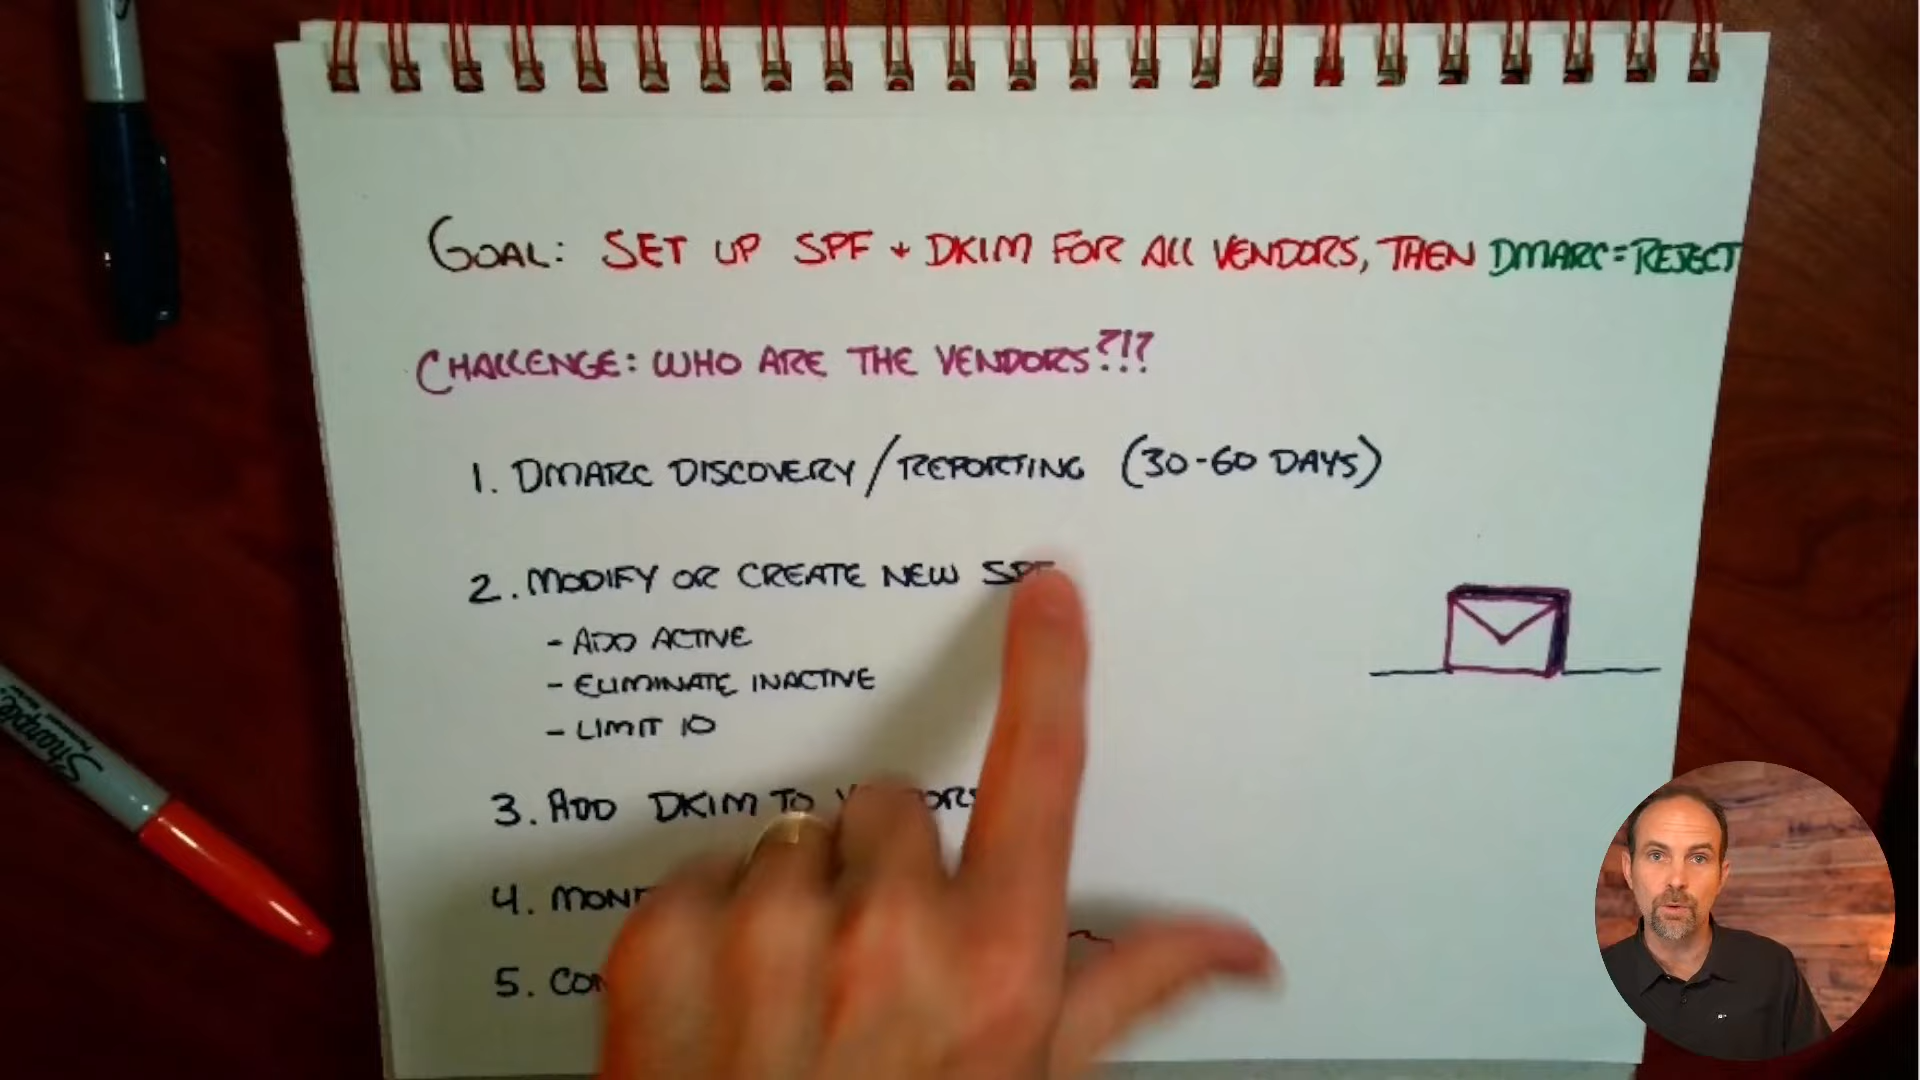 GOAL: SET UP SPF + DKIM FOR ALL VENDORS, THEN DMARC=REJECT
CHALLENGE: WHO ARE THE VENDORS?!?
1. DMARC DISCOVERY/REPORTING (30-60 DAYS)
2. MODIFY OR CREATE NEW SPF
- ADD ACTIVE
- ELIMINATE INACTIVE
- LIMIT 10
3. ADD DKIM TO
4.
5.
Sharpie